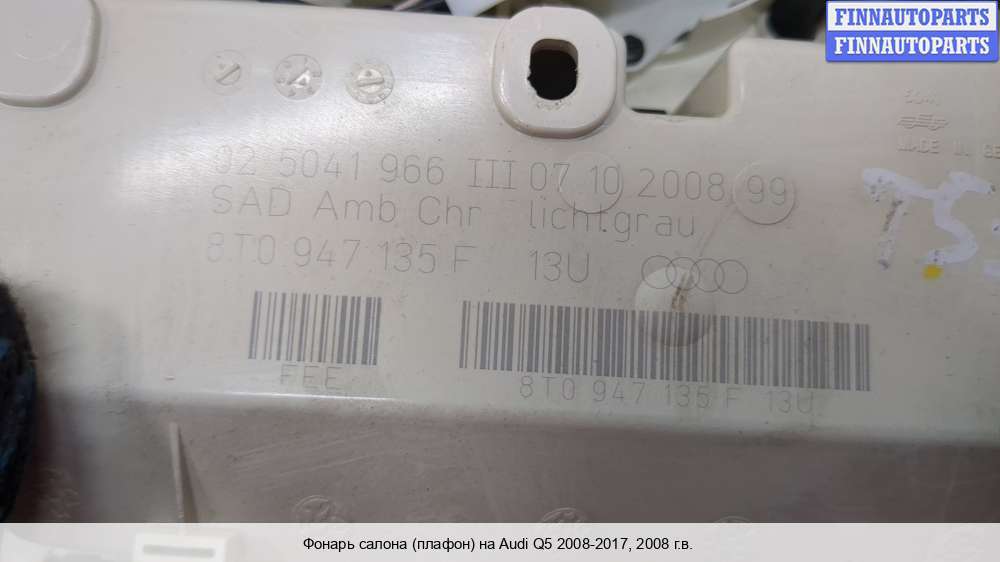 FINNAUTOPARTS
FINNAUTOPARTS
MADE IN GE
92 5041 966 III 07 10 2008 99
SAD Amb Chr lichtgrau
8T0 947 135 F 13U
FEE
8T0 947 135 F 13U
Фонарь салона (плафон) на Audi Q5 2008-2017, 2008 г.в.